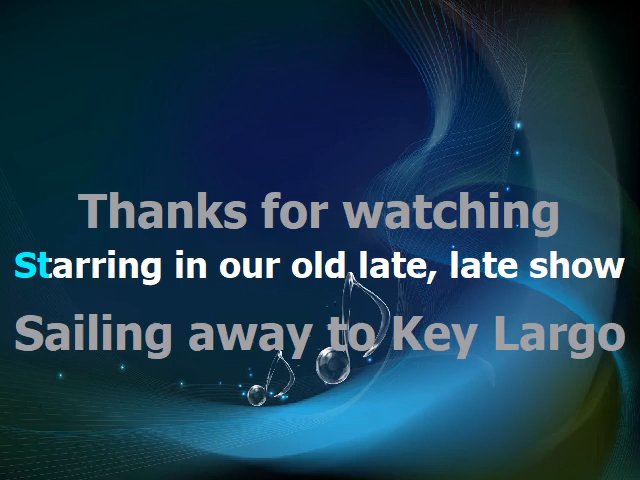 Thanks for watching
Starring in our old late, late show
Sailing away to Key Largo